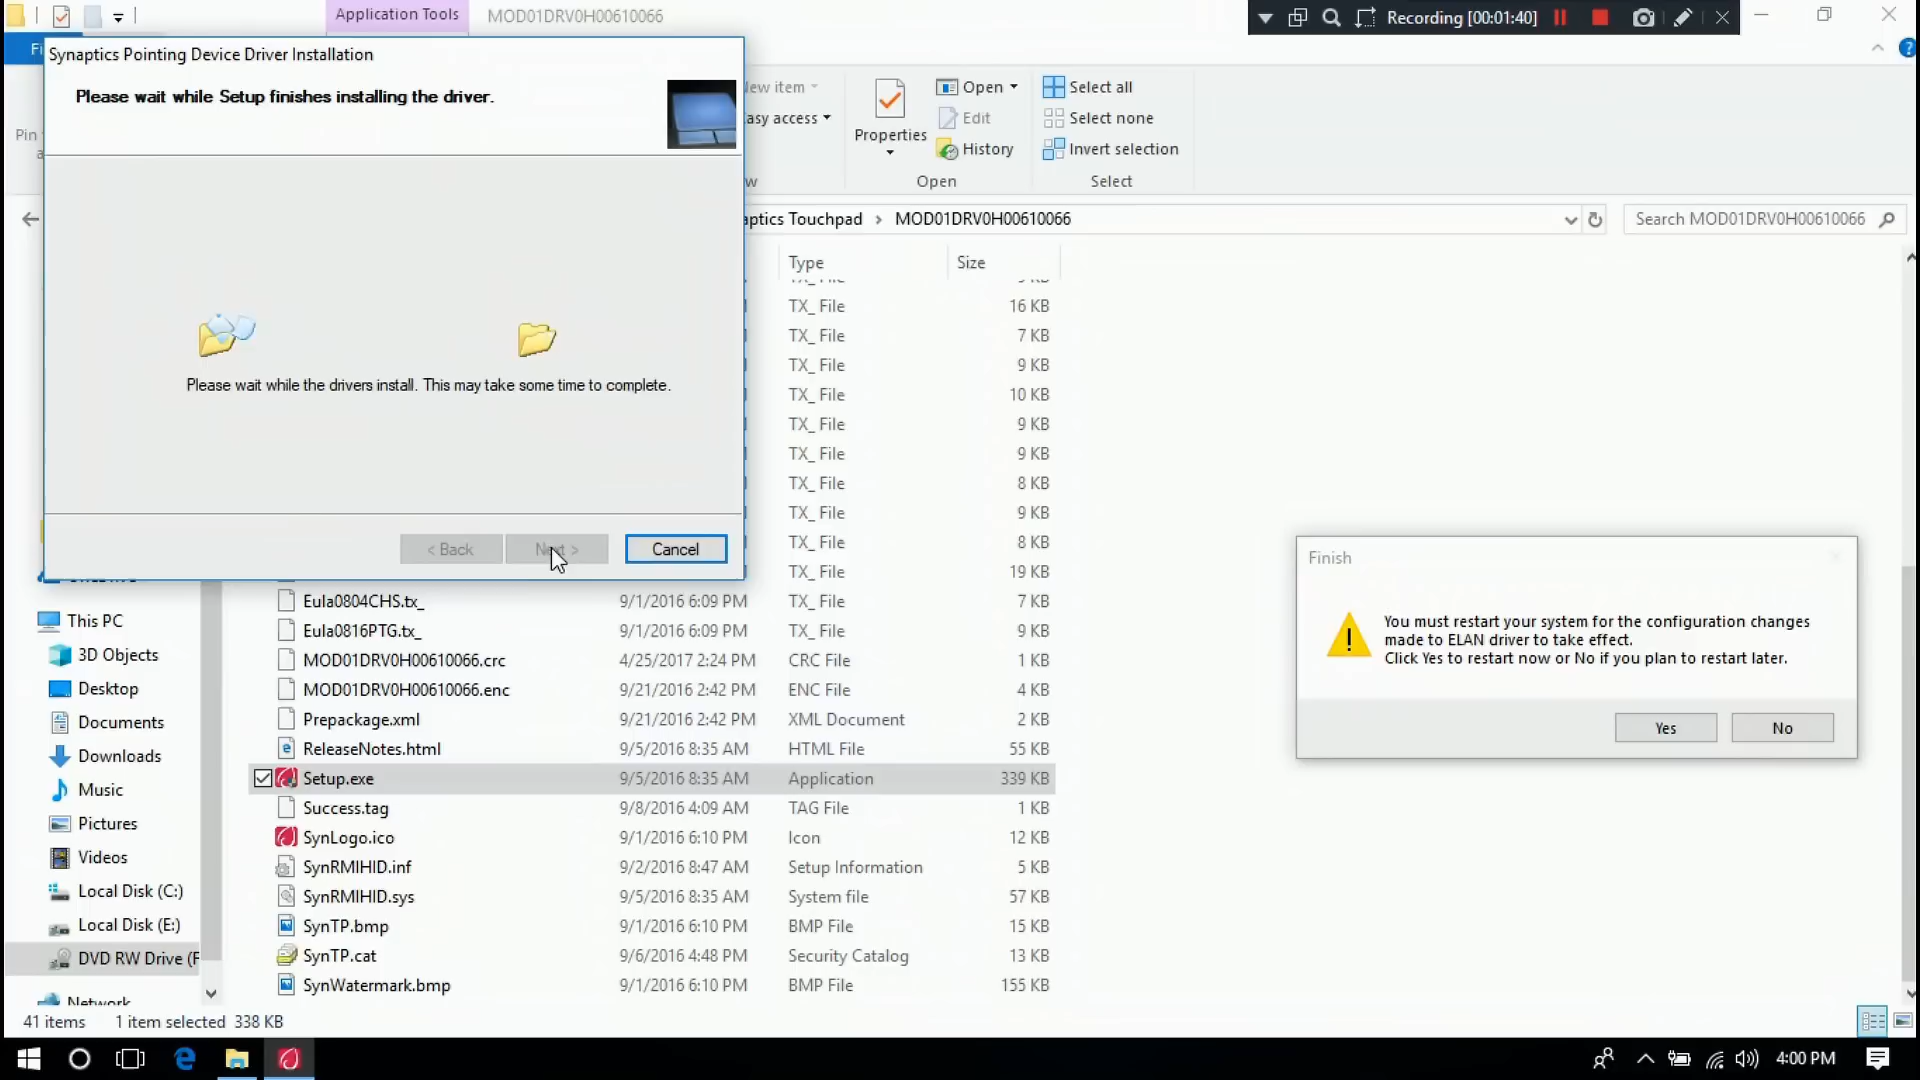 Application Tools
MOD01DRV0H00610066
Recording [00:01:40]
Synaptics Pointing Device Driver Installation
Please wait while Setup finishes installing the driver.
Please wait while the drivers install. This may take some time to complete.
< Back
Next >
Cancel
Pin
New item
Easy access
Properties
Open
Edit
History
Open
Select all
Select none
Invert selection
Select
aptics Touchpad > MOD01DRV0H00610066
Search MOD01DRV0H00610066
Type Size
TX_ File 16 KB
TX_ File 7 KB
TX_ File 9 KB
TX_ File 10 KB
TX_ File 9 KB
TX_ File 9 KB
TX_ File 8 KB
TX_ File 9 KB
TX_ File 8 KB
TX_ File 19 KB
Eula0804CHS.tx_ 9/1/2016 6:09 PM TX_ File 7 KB
Eula0816PTG.tx_ 9/1/2016 6:09 PM TX_ File 9 KB
MOD01DRV0H00610066.crc 4/25/2017 2:24 PM CRC File 1 KB
MOD01DRV0H00610066.enc 9/21/2016 2:42 PM ENC File 4 KB
Prepackage.xml 9/21/2016 2:42 PM XML Document 2 KB
ReleaseNotes.html 9/5/2016 8:35 AM HTML File 55 KB
Setup.exe 9/5/2016 8:35 AM Application 339 KB
Success.tag 9/8/2016 4:09 AM TAG File 1 KB
SynLogo.ico 9/1/2016 6:10 PM Icon 12 KB
SynRMIHID.inf 9/2/2016 8:47 AM Setup Information 5 KB
SynRMIHID.sys 9/5/2016 8:35 AM System file 57 KB
SynTP.bmp 9/1/2016 6:10 PM BMP File 15 KB
SynTP.cat 9/6/2016 4:48 PM Security Catalog 13 KB
SynWatermark.bmp 9/1/2016 6:10 PM BMP File 155 KB
This PC
3D Objects
Desktop
Documents
Downloads
Music
Pictures
Videos
Local Disk (C:)
Local Disk (E:)
DVD RW Drive (F
Network
Finish
You must restart your system for the configuration changes
made to ELAN driver to take effect.
Click Yes to restart now or No if you plan to restart later.
Yes
No
41 items 1 item selected 338 KB
4:00 PM